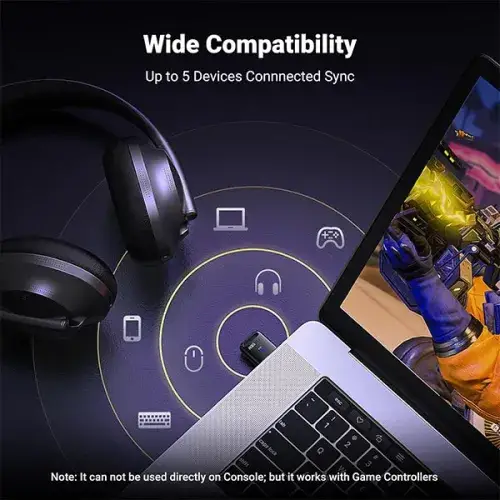 Wide Compatibility
Up to 5 Devices Connnected Sync
esc
Note: It can not be used directly on Console; but it works with Game Controllers